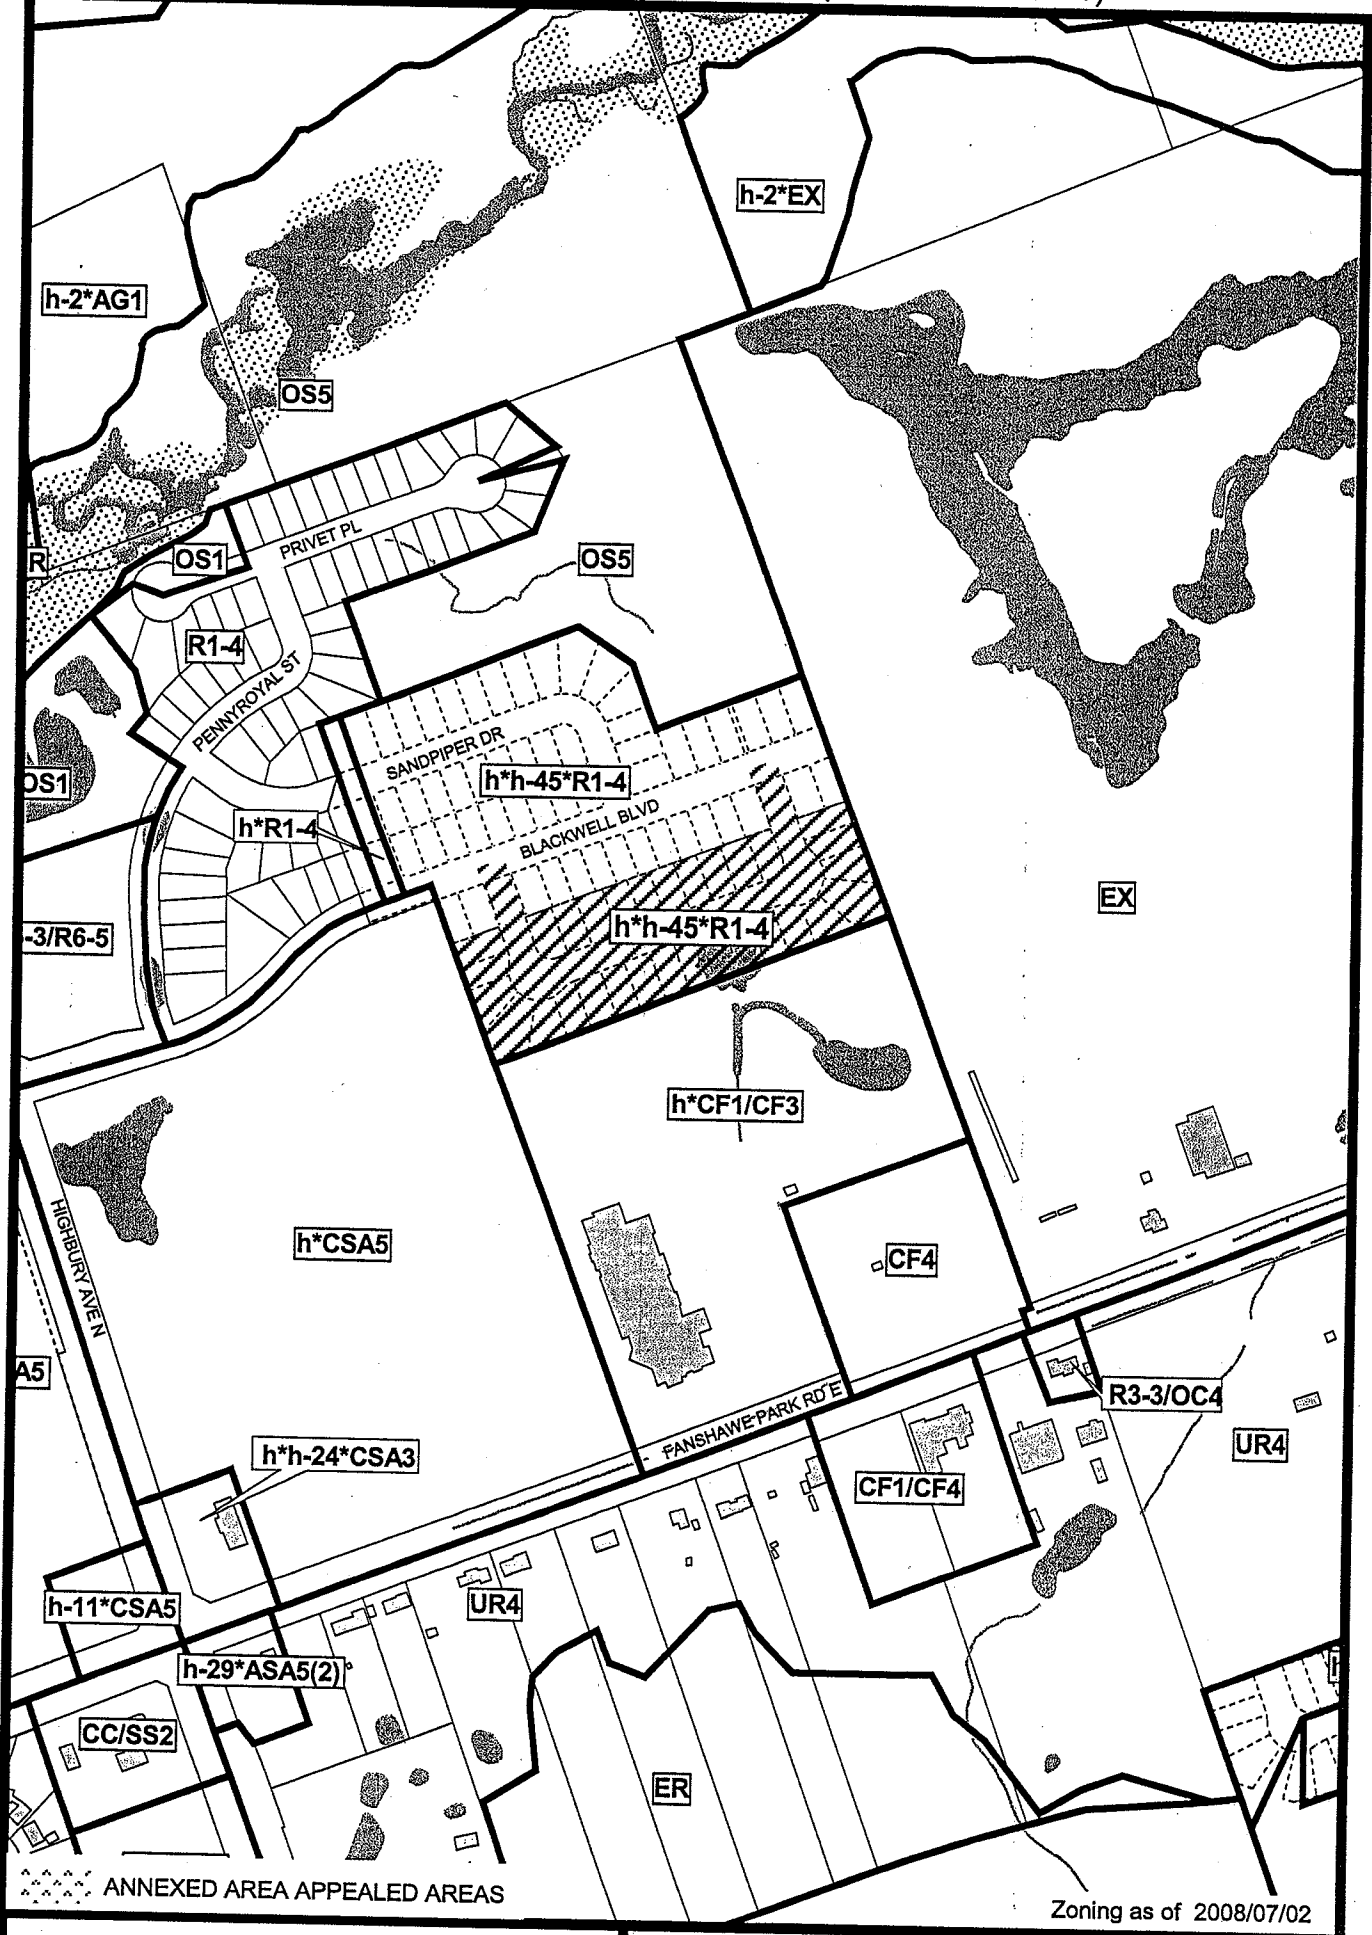 h-2*EX
h-2*AG1
OS5
PRIVET PL
OS1
R
OS5
R1-4
PENNYROYAL ST
SANDPIPER DR
h*h-45*R1-4
OS1
h*R1-4
BLACKWELL BLVD
EX
h*h-45*R1-4
-3/R6-5
h*CF1/CF3
HIGHBURY AVE N
h*CSA5
CF4
A5
R3-3/OC4
FANSHAWE PARK RD E
UR4
h*h-24*CSA3
CF1/CF4
h-11*CSA5
UR4
h-29*ASA5(2)
h
CC/SS2
ER
ANNEXED AREA APPEALED AREAS
Zoning as of 2008/07/02